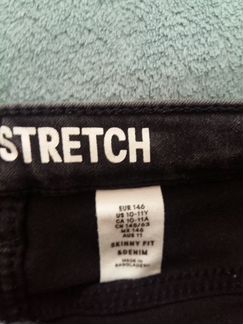 STRETCH
EUR 146
US 10-11Y
CA 10-11A
CN 146/63
MX 146
AUS 11
SKINNY FIT
&DENIM
MADE IN
BANGLADESH